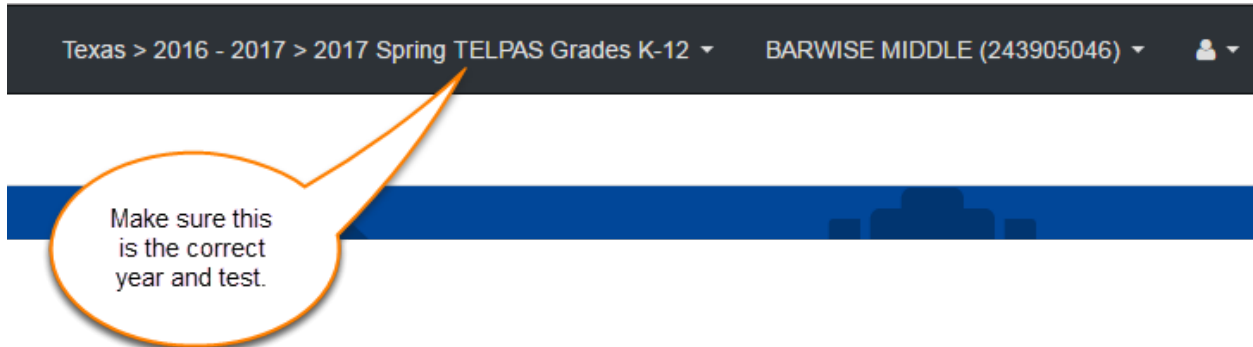 Texas > 2016 - 2017 > 2017 Spring TELPAS Grades K-12 BARWISE MIDDLE (243905046)
Make sure this
is the correct
year and test.